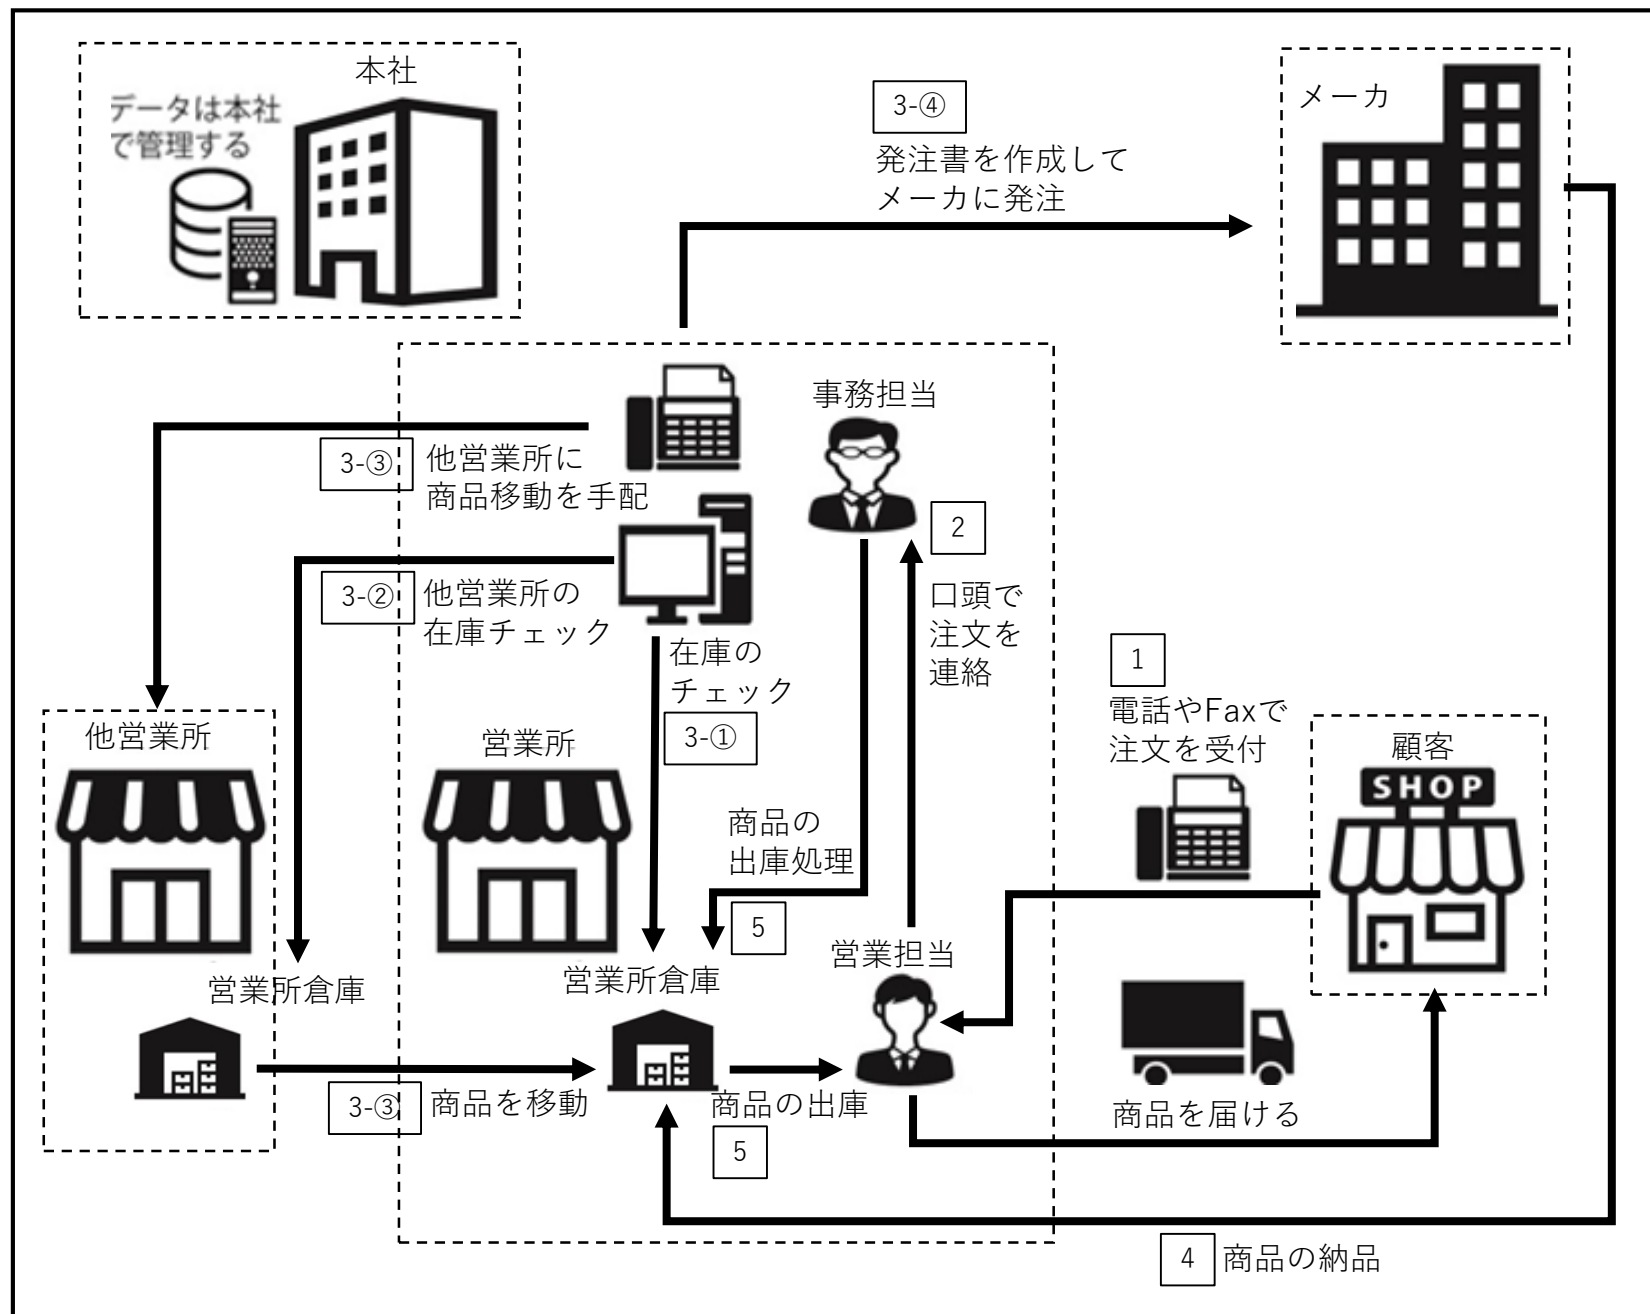 本社
データは本社
で管理する
メーカ
3-④
発注書を作成して
メーカに発注
事務担当
3-③
他営業所に
商品移動を手配
2
口頭で
注文を
連絡
3-②
他営業所の
在庫チェック
在庫の
チェック
3-①
1
電話やFaxで
注文を受付
他営業所
営業所
顧客
SHOP
商品の
出庫処理
5
営業担当
営業所倉庫
営業所倉庫
3-③
商品を移動
商品の出庫
5
商品を届ける
4
商品の納品